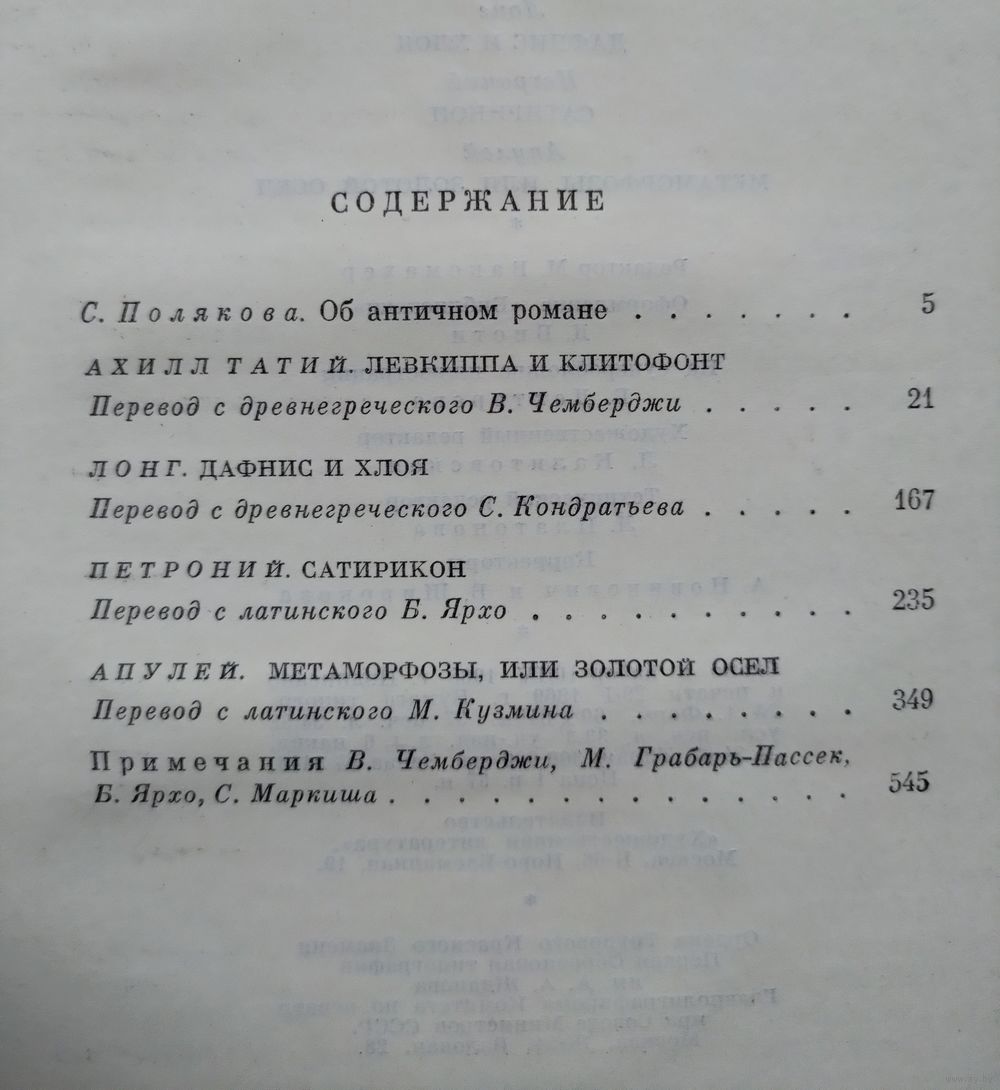 СОДЕРЖАНИЕ
С. Полякова. Об античном романе . . . . . . . 5
АХИЛЛ ТАТИЙ. ЛЕВКИППА И КЛИТОФОНТ
Перевод с древнегреческого В. Чемберджи . . . . . 21
ЛОНГ. ДАФНИС И ХЛОЯ
Перевод с древнегреческого С. Кондратьева . . . . . 167
ПЕТРОНИЙ. САТИРИКОН
Перевод с латинского Б. Ярхо . . . . . . . . . . . 235
АПУЛЕЙ. МЕТАМОРФОЗЫ, ИЛИ ЗОЛОТОЙ ОСЕЛ
Перевод с латинского М. Кузмина . . . . . . . . 349
Примечания В. Чемберджи, М. Грабарь-Пассек,
Б. Ярхо, С. Маркиша . . . . . . . . . . . . . . 545